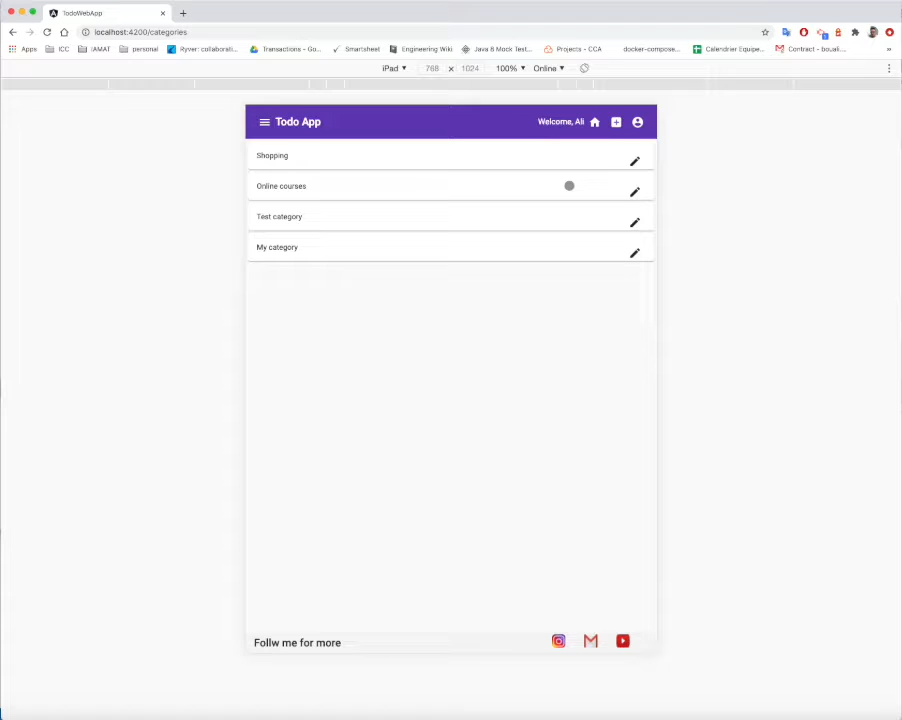 TodoWebApp
localhost:4200/categories
Apps ICC IAMAT personal Ryver: collaborati... Transactions - Go... Smartsheet Engineering Wiki Java 8 Mock Test... Projects - CCA docker-compose... Calendrier Equipe... Contract - bouali... »
iPad 768 × 1024 100% Online
Todo App Welcome, Ali
Shopping
Online courses
Test category
My category
Follw me for more